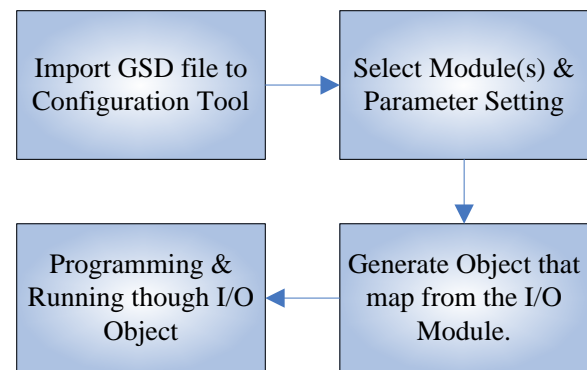 Import GSD file to
Configuration Tool
Select Module(s) &
Parameter Setting
Generate Object that
map from the I/O
Module.
Programming &
Running though I/O
Object